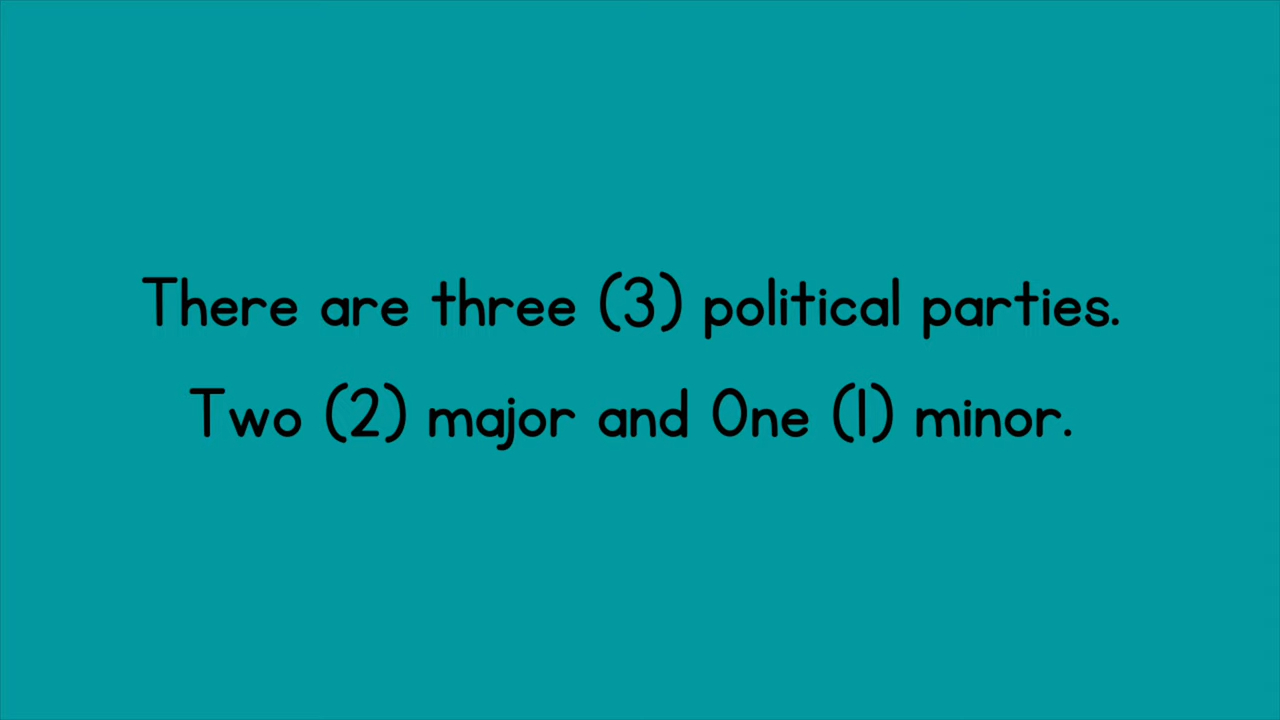 There are three (3) political parties.
Two (2) major and One (1) minor.